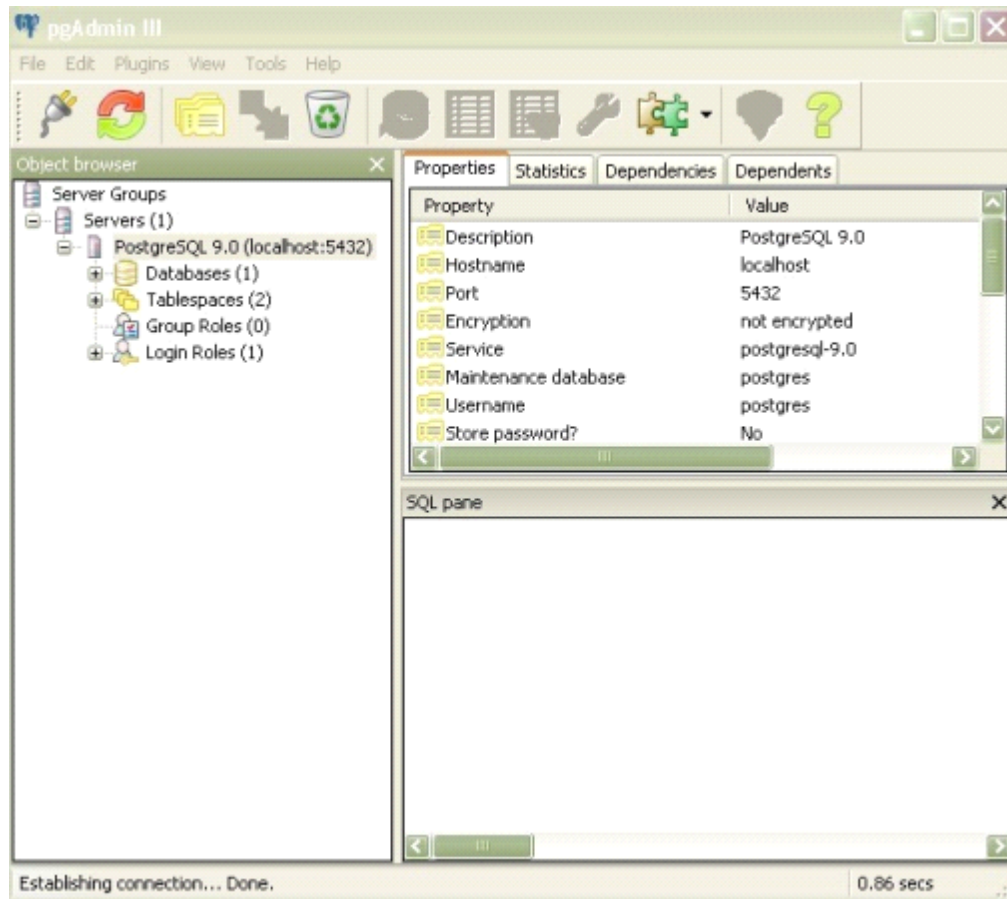 pgAdmin III
File Edit Plugins View Tools Help
Object browser
Server Groups
Servers (1)
PostgreSQL 9.0 (localhost:5432)
Databases (1)
Tablespaces (2)
Group Roles (0)
Login Roles (1)
Properties Statistics Dependencies Dependents
Property Value
Description PostgreSQL 9.0
Hostname localhost
Port 5432
Encryption not encrypted
Service postgresql-9.0
Maintenance database postgres
Username postgres
Store password? No
SQL pane
Establishing connection... Done. 0.86 secs